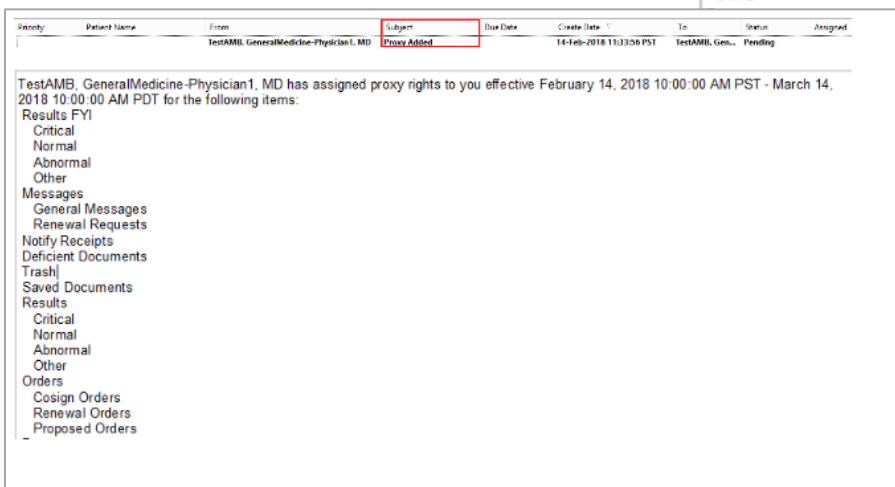 Priority Patient Name From Subject Due Date Create Date To Status Assigned
TestAMB, GeneralMedicine-Physician1, MD Proxy Added 14-Feb-2018 11:33:56 PST TestAMB, Gen... Pending
TestAMB, GeneralMedicine-Physician1, MD has assigned proxy rights to you effective February 14, 2018 10:00:00 AM PST - March 14,
2018 10:00:00 AM PDT for the following items:
Results FYI
Critical
Normal
Abnormal
Other
Messages
General Messages
Renewal Requests
Notify Receipts
Deficient Documents
Trash
Saved Documents
Results
Critical
Normal
Abnormal
Other
Orders
Cosign Orders
Renewal Orders
Proposed Orders